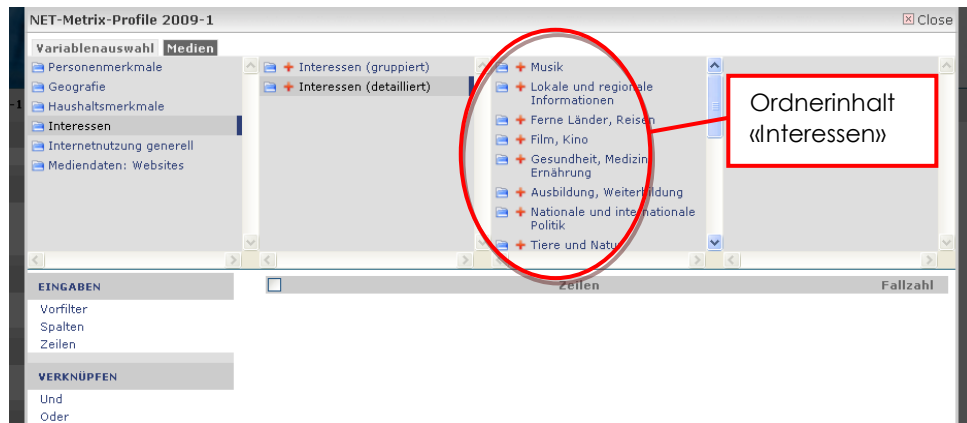 NET-Metrix-Profile 2009-1
Close
Variablenauswahl Medien
Personenmerkmale
Geografie
Haushaltsmerkmale
Interessen
Internetnutzung generell
Mediendaten: Websites
Interessen (gruppiert)
Interessen (detailliert)
Musik
Lokale und regionale
Informationen
Ferne Länder, Reisen
Film, Kino
Gesundheit, Medizin
Ernährung
Ausbildung, Weiterbildung
Nationale und internationale
Politik
Tiere und Natur
Ordnerinhalt
«Interessen»
EINGABEN
Vorfilter
Spalten
Zeilen
VERKNÜPFEN
Und
Oder
Zeilen
Fallzahl